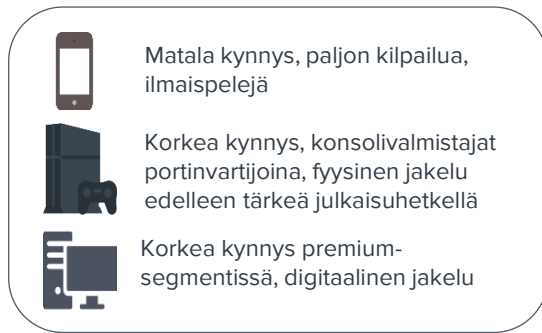 Matala kynnys, paljon kilpailua,
ilmaispelejä
Korkea kynnys, konsolivalmistajat
portinvartijoina, fyysinen jakelu
edelleen tärkeä julkaisuhetkellä
Korkea kynnys premium-
segmentissä, digitaalinen jakelu